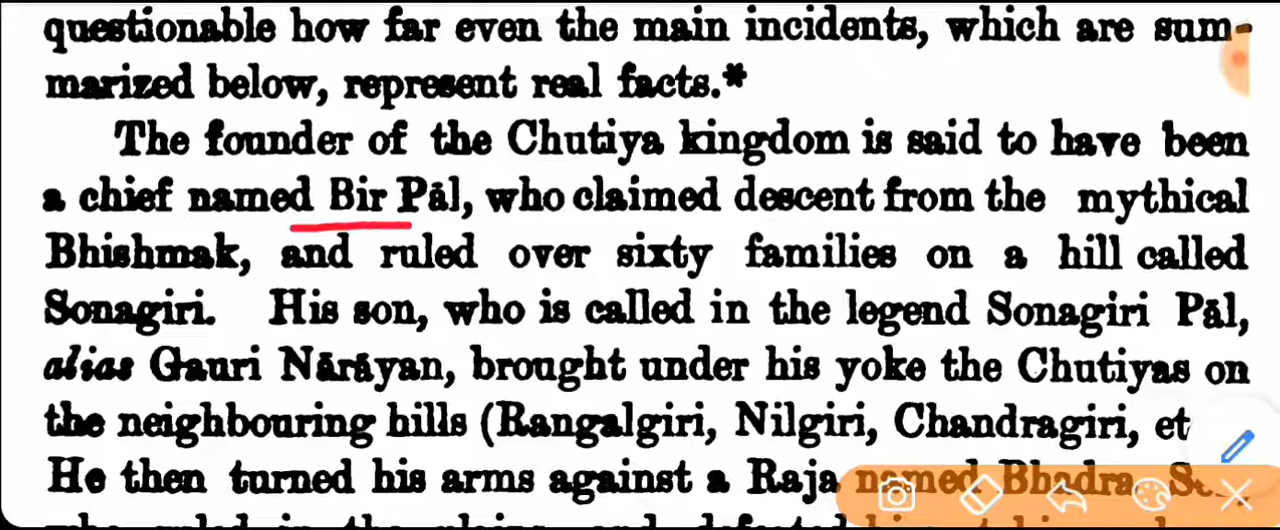 questionable how far even the main incidents, which are sum-
marized below, represent real facts.*
The founder of the Chutiya kingdom is said to have been
a chief named Bir Pāl, who claimed descent from the mythical
Bhishmak, and ruled over sixty families on a hill called
Sonagiri. His son, who is called in the legend Sonagiri Pāl,
alias Gauri Nārāyan, brought under his yoke the Chutiyas on
the neighbouring hills (Rangalgiri, Nilgiri, Chandragiri, et
He then turned his arms against a Raja named Bhadra